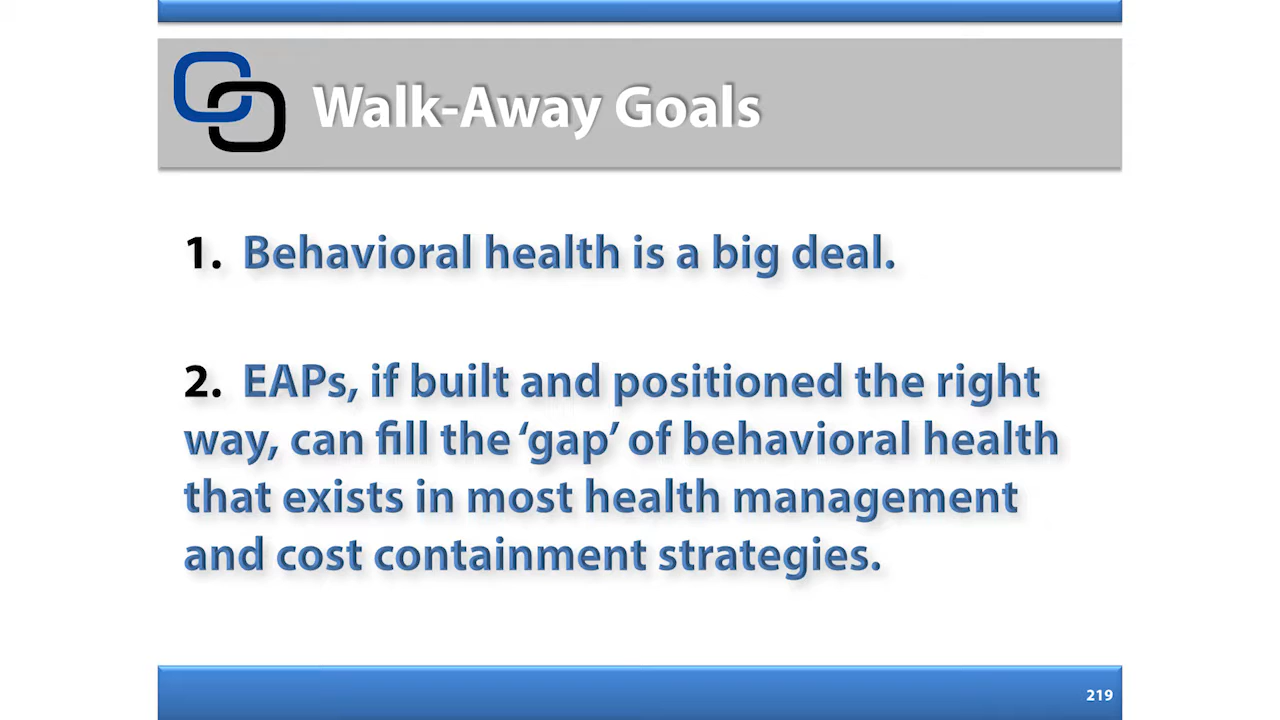 Walk-Away Goals
1. Behavioral health is a big deal.
2. EAPs, if built and positioned the right
way, can fill the ‘gap’ of behavioral health
that exists in most health management
and cost containment strategies.
219